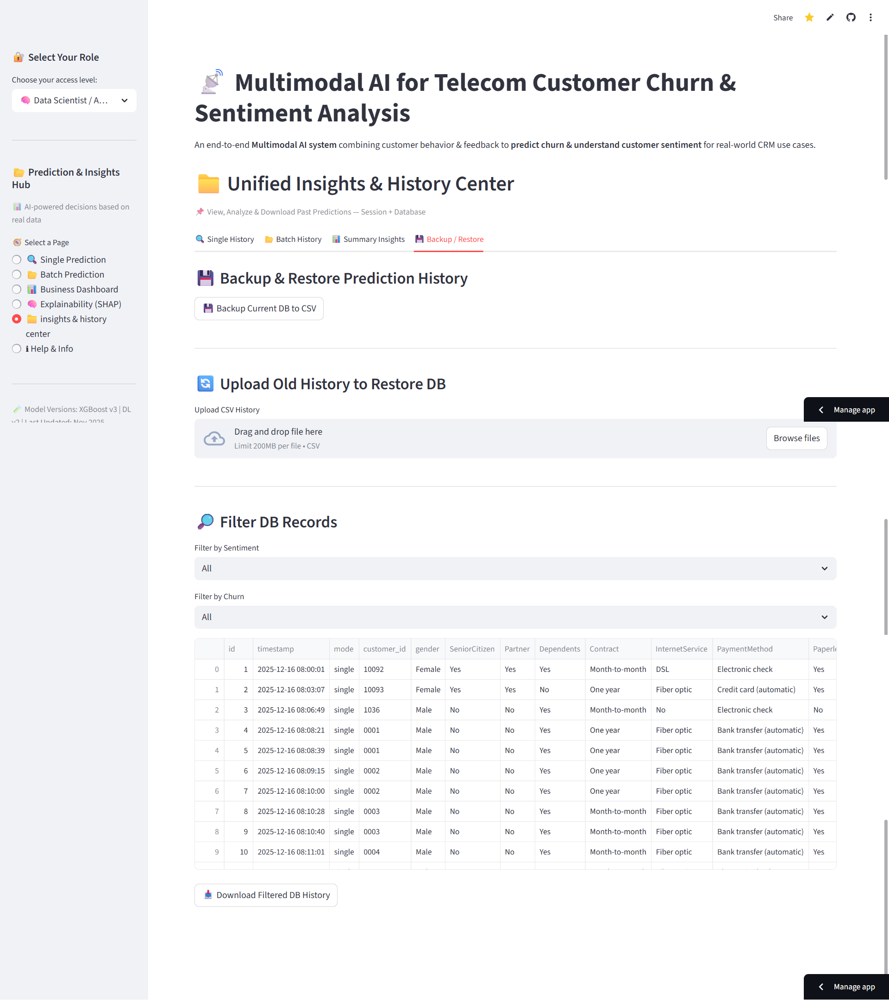 Share
🔐 Select Your Role
Choose your access level:
🧠 Data Scientist / A...
📂 Prediction & Insights
Hub
📊 AI-powered decisions based on
real data
🧭 Select a Page
🔍 Single Prediction
📂 Batch Prediction
📊 Business Dashboard
🧠 Explainability (SHAP)
📁 insights & history
center
ℹ Help & Info
🧪 Model Versions: XGBoost v3 | DL
v2 | Last Updated: Nov 2025
📡 Multimodal AI for Telecom Customer Churn &
Sentiment Analysis
An end-to-end Multimodal AI system combining customer behavior & feedback to predict churn & understand customer sentiment for real-world CRM use cases.
📁 Unified Insights & History Center
📌 View, Analyze & Download Past Predictions — Session + Database
🔍 Single History 📂 Batch History 📊 Summary Insights 💾 Backup / Restore
💾 Backup & Restore Prediction History
💾 Backup Current DB to CSV
🔄 Upload Old History to Restore DB
Upload CSV History
Manage app
Drag and drop file here
Limit 200MB per file • CSV
Browse files
🔎 Filter DB Records
Filter by Sentiment
All
Filter by Churn
All
id timestamp mode customer_id gender SeniorCitizen Partner Dependents Contract InternetService PaymentMethod Paperle
0 1 2025-12-16 08:00:01 single 10092 Female Yes Yes Yes Month-to-month DSL Electronic check Yes
1 2 2025-12-16 08:03:07 single 10093 Female Yes Yes No One year Fiber optic Credit card (automatic) Yes
2 3 2025-12-16 08:06:49 single 1036 Male No No Yes Month-to-month No Electronic check No
3 4 2025-12-16 08:08:21 single 0001 Male No No Yes One year Fiber optic Bank transfer (automatic) Yes
4 5 2025-12-16 08:08:39 single 0001 Male No No Yes One year Fiber optic Bank transfer (automatic) Yes
5 6 2025-12-16 08:09:15 single 0002 Male No No Yes One year Fiber optic Bank transfer (automatic) Yes
6 7 2025-12-16 08:10:00 single 0002 Male No No Yes One year Fiber optic Bank transfer (automatic) Yes
7 8 2025-12-16 08:10:28 single 0003 Male No No Yes Month-to-month Fiber optic Bank transfer (automatic) Yes
8 9 2025-12-16 08:10:40 single 0003 Male No No Yes Month-to-month Fiber optic Bank transfer (automatic) Yes
9 10 2025-12-16 08:11:01 single 0004 Male No No Yes Month-to-month Fiber optic Bank transfer (automatic) Yes
📥 Download Filtered DB History
Manage app